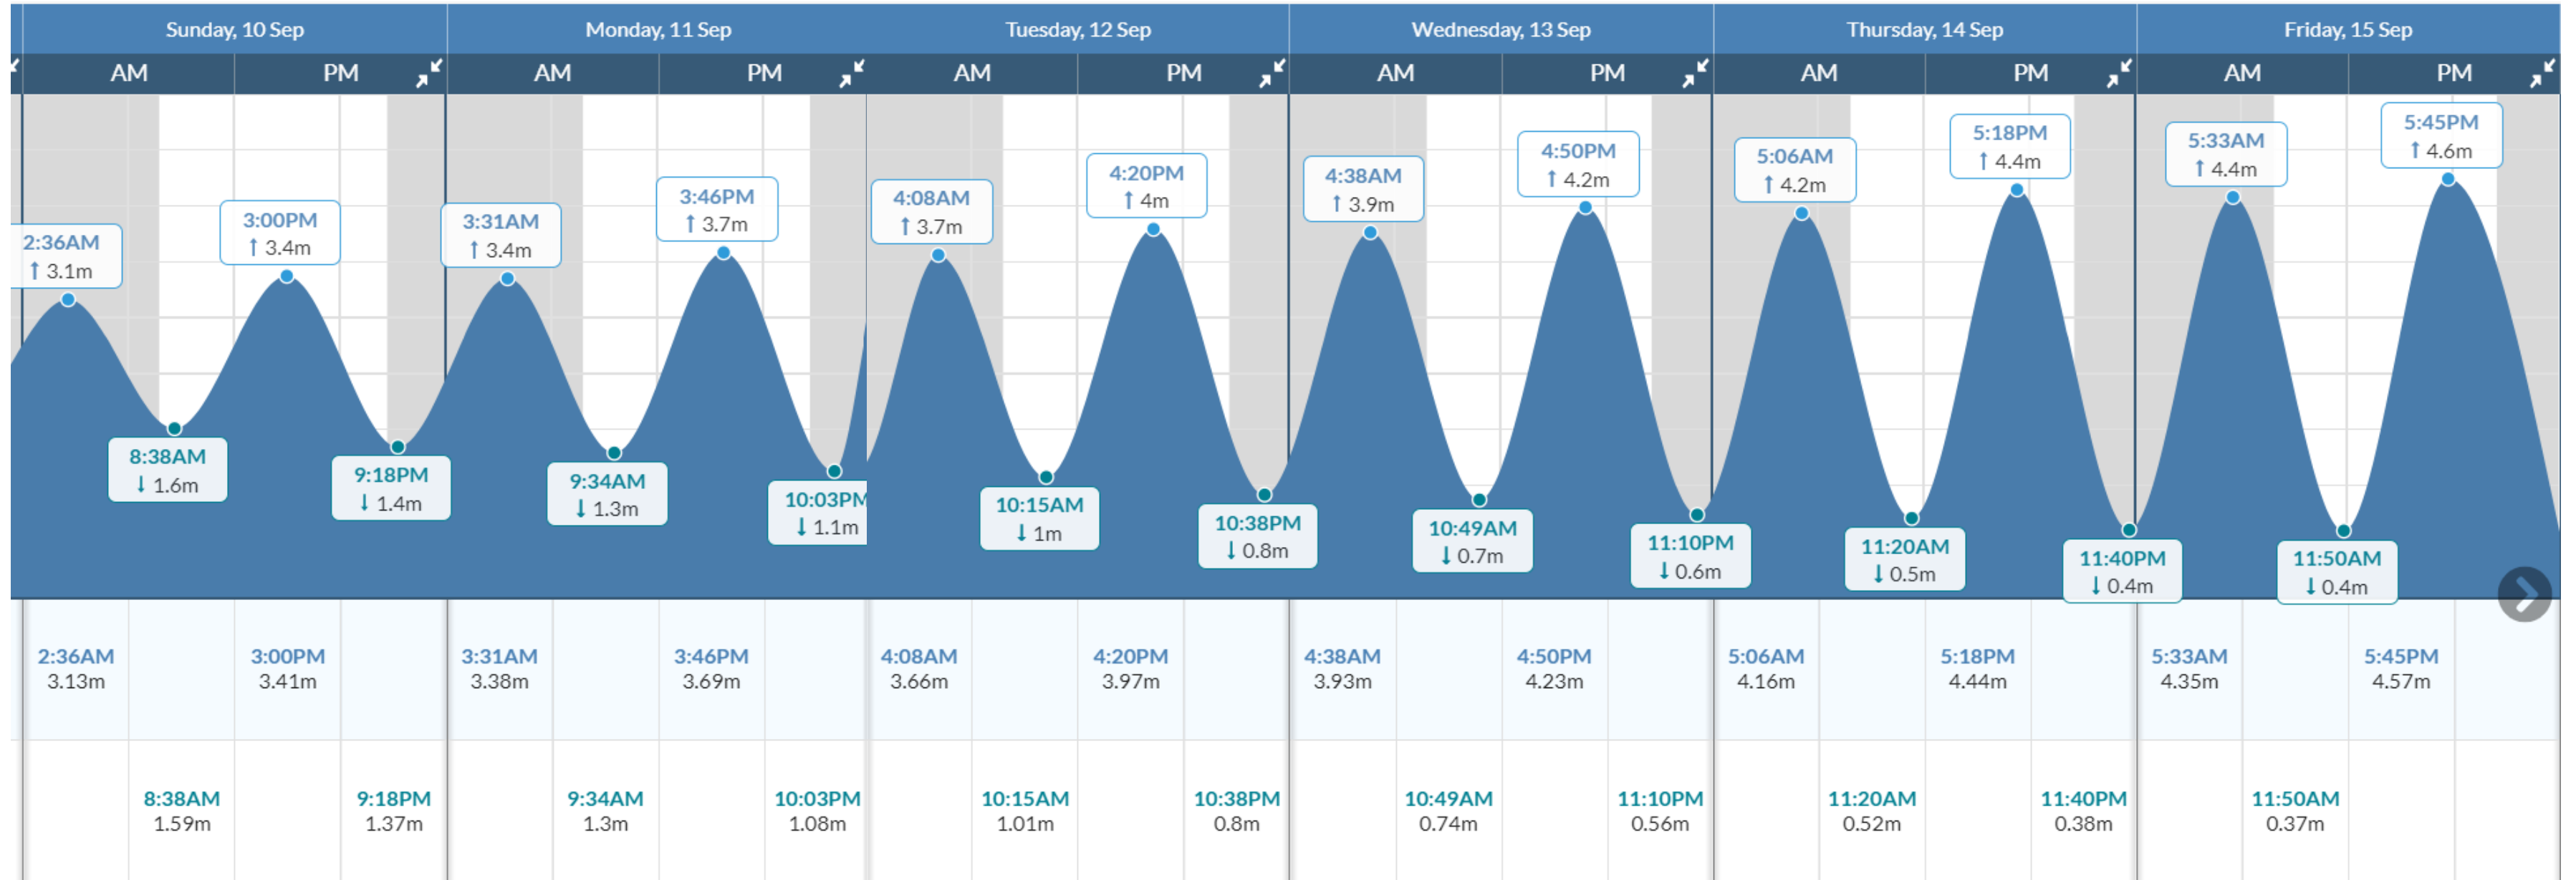 Sunday, 10 Sep
Monday, 11 Sep
Tuesday, 12 Sep
Wednesday, 13 Sep
Thursday, 14 Sep
Friday, 15 Sep
AM
PM
AM
PM
AM
PM
AM
PM
AM
PM
AM
PM
2:36AM
↑ 3.1m
8:38AM
↓ 1.6m
3:00PM
↑ 3.4m
9:18PM
↓ 1.4m
3:31AM
↑ 3.4m
9:34AM
↓ 1.3m
3:46PM
↑ 3.7m
10:03PM
↓ 1.1m
4:08AM
↑ 3.7m
10:15AM
↓ 1m
4:20PM
↑ 4m
10:38PM
↓ 0.8m
4:38AM
↑ 3.9m
10:49AM
↓ 0.7m
4:50PM
↑ 4.2m
11:10PM
↓ 0.6m
5:06AM
↑ 4.2m
11:20AM
↓ 0.5m
5:18PM
↑ 4.4m
11:40PM
↓ 0.4m
5:33AM
↑ 4.4m
11:50AM
↓ 0.4m
5:45PM
↑ 4.6m
2:36AM 3:00PM 3:31AM 3:46PM 4:08AM 4:20PM 4:38AM 4:50PM 5:06AM 5:18PM 5:33AM 5:45PM
3.13m 3.41m 3.38m 3.69m 3.66m 3.97m 3.93m 4.23m 4.16m 4.44m 4.35m 4.57m
8:38AM 9:18PM 9:34AM 10:03PM 10:15AM 10:38PM 10:49AM 11:10PM 11:20AM 11:40PM 11:50AM
1.59m 1.37m 1.3m 1.08m 1.01m 0.8m 0.74m 0.56m 0.52m 0.38m 0.37m